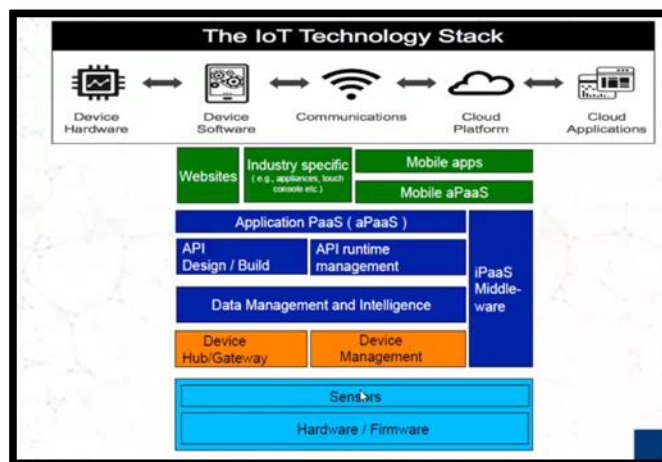 The IoT Technology Stack
Device
Hardware
Device
Software
Communications
Cloud
Platform
Cloud
Applications
Websites
Industry specific
( e.g., appliances, touch
console etc.)
Mobile apps
Mobile aPaaS
Application PaaS ( aPaaS )
API
Design / Build
API runtime
management
iPaaS
Middle-
ware
Data Management and Intelligence
Device
Hub/Gateway
Device
Management
Sensors
Hardware / Firmware